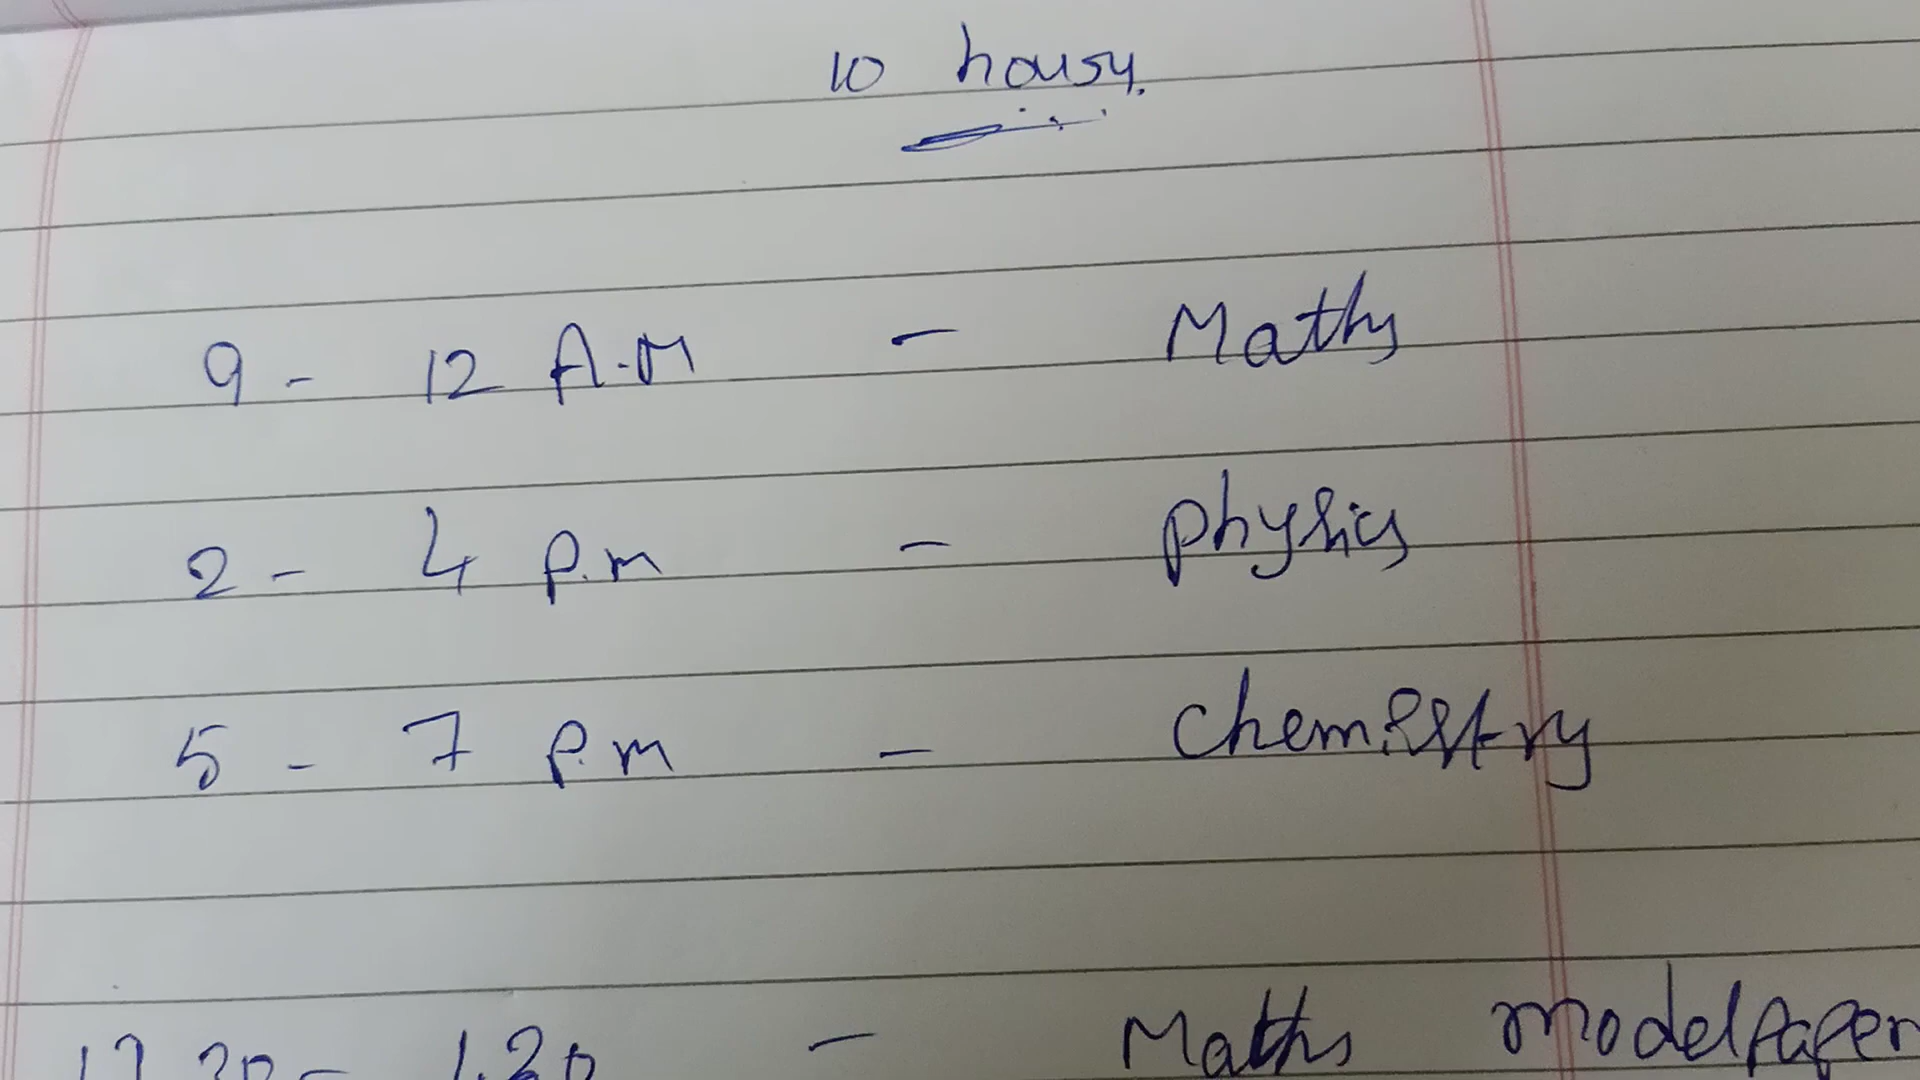 10 hours.
9 - 12 A.M - Maths
2 - 4 P.m - Physics
5 - 7 P.m - Chemistry
- Maths modelpaper